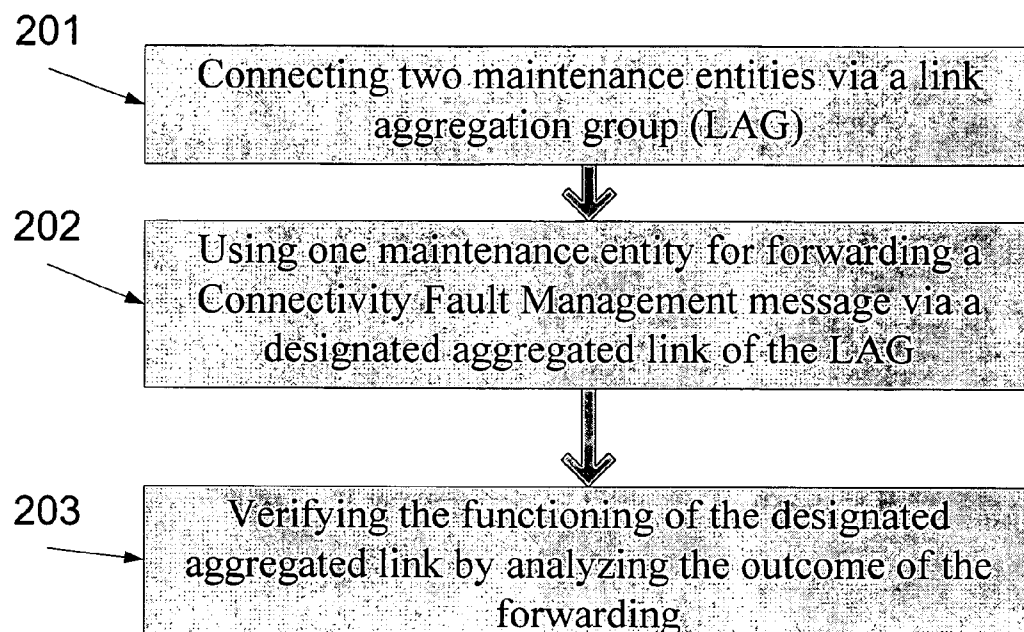 201
Connecting two maintenance entities via a link
aggregation group (LAG)
202
Using one maintenance entity for forwarding a
Connectivity Fault Management message via a
designated aggregated link of the LAG
203
Verifying the functioning of the designated
aggregated link by analyzing the outcome of the
forwarding